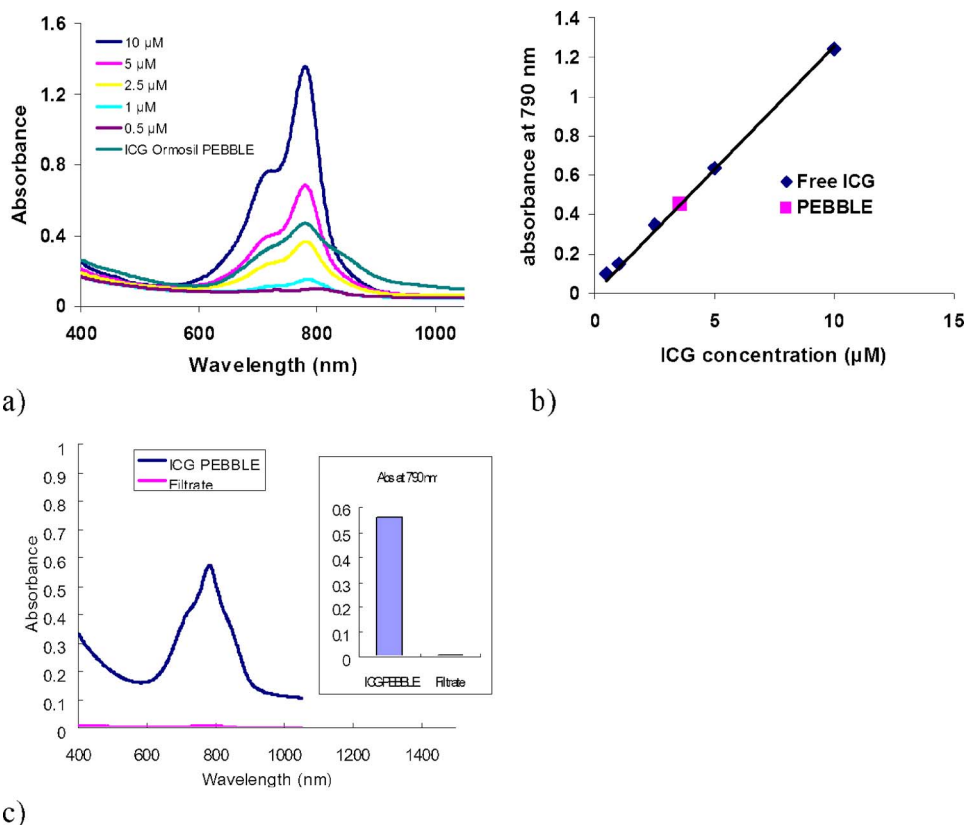 1.6
1.2
0.8
0.4
0
Absorbance
10 µM
5 µM
2.5 µM
1 µM
0.5 µM
ICG Ormosil PEBBLE
400 600 800 1000
Wavelength (nm)
a)
1.4
1.2
1
0.8
0.6
0.4
0.2
0
absorbance at 790 nm
Free ICG
PEBBLE
0 5 10 15
ICG concentration (µM)
b)
1
0.9
0.8
0.7
0.6
0.5
0.4
0.3
0.2
0.1
0
Absorbance
ICG PEBBLE
Filtrate
400 600 800 1000 1200 1400
Wavelength (nm)
Abs at 790 nm
0.6
0.5
0.4
0.3
0.2
0.1
0
ICG PEBBLE Filtrate
c)